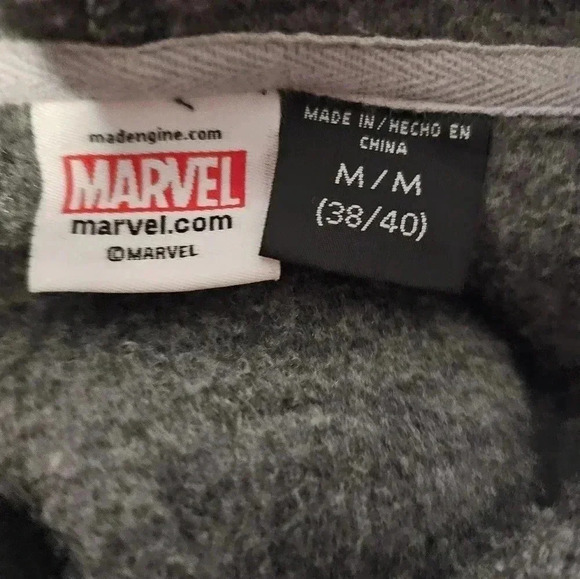 madengine.com
MARVEL
marvel.com
©MARVEL
MADE IN/HECHO EN
CHINA
M/M
(38/40)